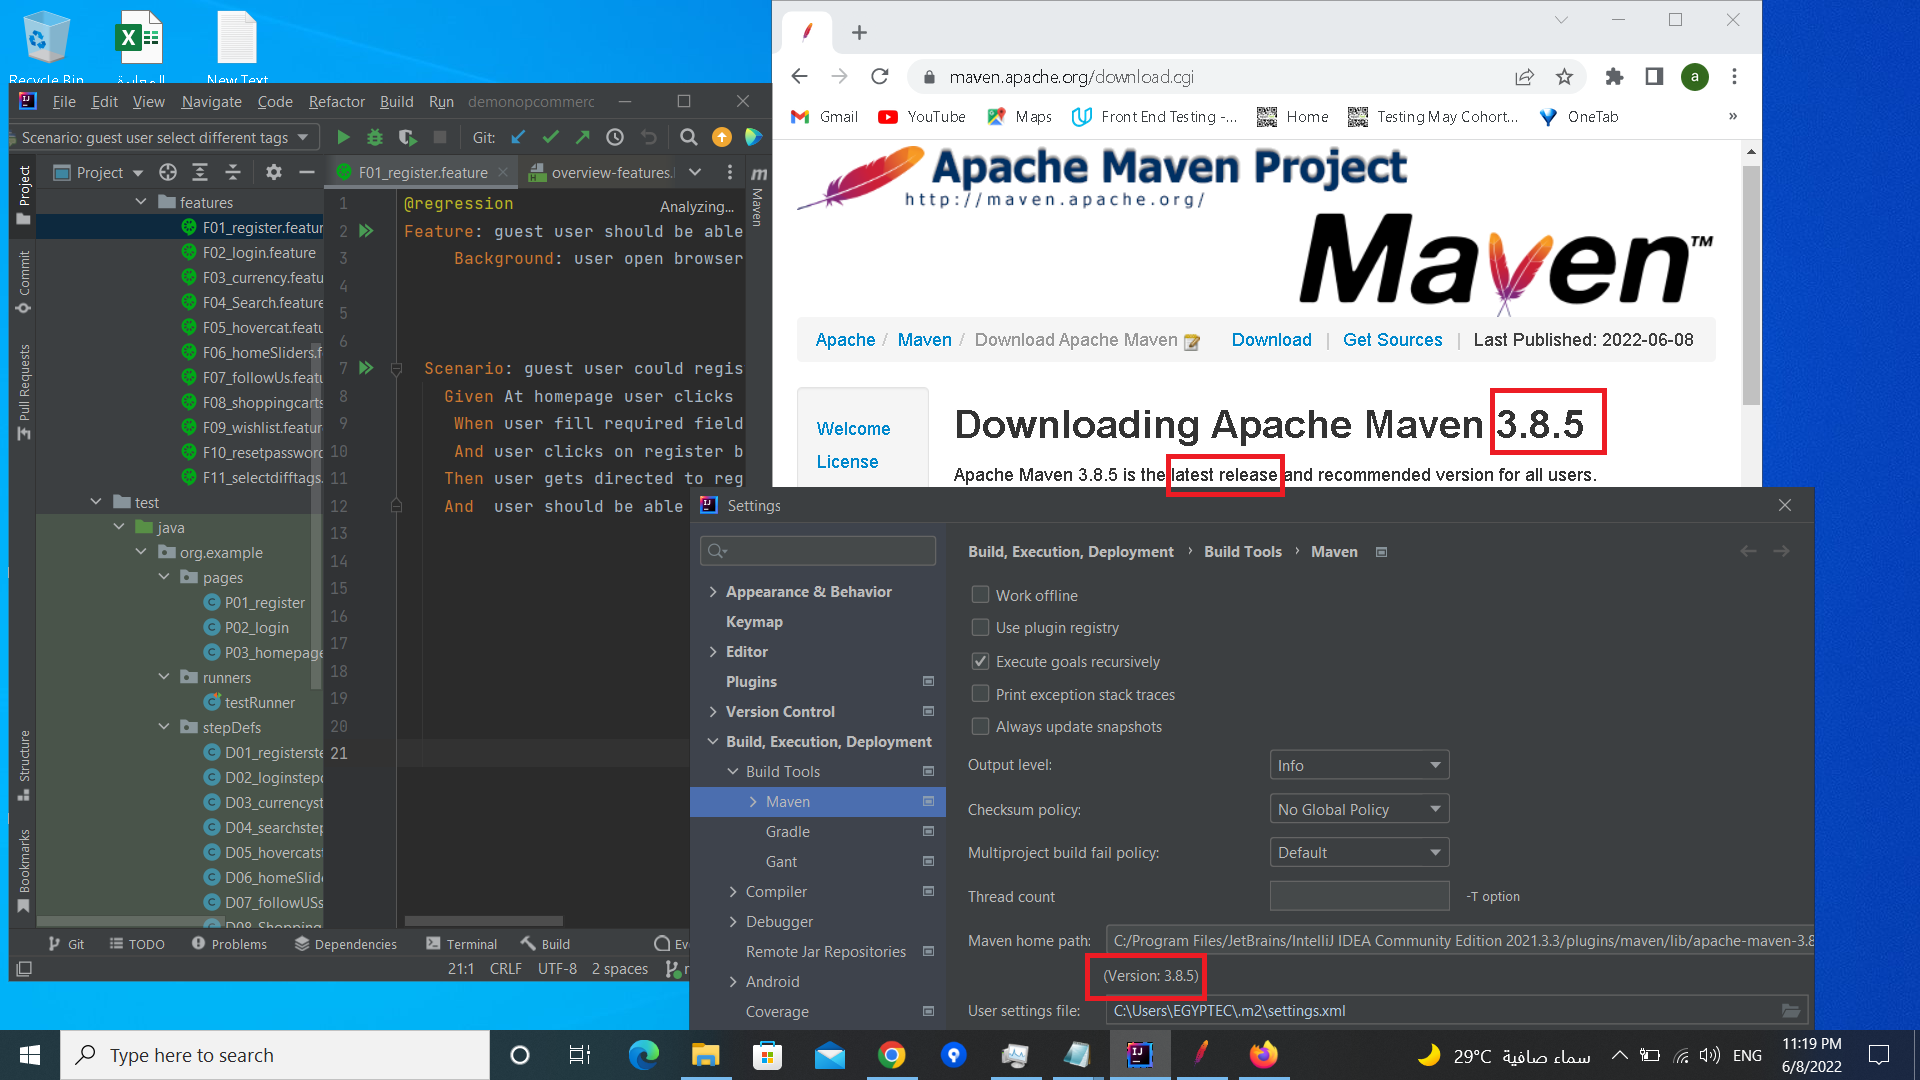 Recycle Bin
New Text
File Edit View Navigate Code Refactor Build Run demonopcommerc
Scenario: guest user select different tags
Git:
Project
F01_register.feature
overview-features.
Project
Commit
Pull Requests
Structure
Bookmarks
Maven
features
F01_register.featur
F02_login.feature
F03_currency.featu
F04_Search.feature
F05_hovercat.featu
F06_homeSliders.f
F07_followUs.featu
F08_shoppingcarts
F09_wishlist.featur
F10_resetpassword
F11_selectdifftags.
test
java
org.example
pages
P01_register
P02_login
P03_homepage
runners
testRunner
stepDefs
D01_registerste
D02_loginstepd
D03_currencyst
D04_searchstep
D05_hovercatst
D06_homeSlide
D07_followUSs
D08_Shopping
1 @regression
Analyzing...
2 Feature: guest user should be able
3 Background: user open browser
4
5
6
7 Scenario: guest user could regis
8 Given At homepage user clicks
9 When user fill required field
10 And user clicks on register b
11 Then user gets directed to reg
12 And user should be able
13
14
15
16
17
18
19
20
21
Git TODO Problems Dependencies Terminal Build Ev
21:1 CRLF UTF-8 2 spaces
maven.apache.org/download.cgi
a
Gmail YouTube Maps Front End Testing -... Home Testing May Cohort... OneTab »
Apache Maven Project
http://maven.apache.org/
Maven™
Apache / Maven / Download Apache Maven Download | Get Sources | Last Published: 2022-06-08
Welcome
License
Downloading Apache Maven 3.8.5
Apache Maven 3.8.5 is the latest release and recommended version for all users.
Settings
Appearance & Behavior
Keymap
Editor
Plugins
Version Control
Build, Execution, Deployment
Build Tools
Maven
Gradle
Gant
Compiler
Debugger
Remote Jar Repositories
Android
Coverage
Build, Execution, Deployment › Build Tools › Maven
Work offline
Use plugin registry
Execute goals recursively
Print exception stack traces
Always update snapshots
Output level: Info
Checksum policy: No Global Policy
Multiproject build fail policy: Default
Thread count -T option
Maven home path: C:/Program Files/JetBrains/IntelliJ IDEA Community Edition 2021.3.3/plugins/maven/lib/apache-maven-3.8
(Version: 3.8.5)
User settings file: C:\Users\EGYPTEC\.m2\settings.xml
Type here to search
29°C سماء صافية
ENG
11:19 PM
6/8/2022